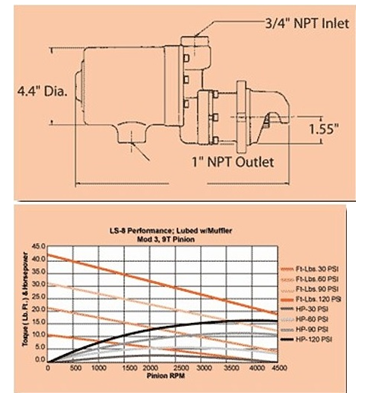 3/4" NPT Inlet
4.4" Dia.
1.55"
1" NPT Outlet
LS-8 Performance; Lubed w/Muffler
Mod 3, 9T Pinion
Torque( Lb. Ft.) & Horsepower
45.0
40.0
35.0
30.0
25.0
20.0
15.0
10.0
5.0
0.0
0 500 1000 1500 2000 2500 3000 3500 4000 4500
Pinion RPM
Ft-Lbs. 30 PSI
Ft-Lbs. 60 PSI
Ft-Lbs. 90 PSI
Ft-Lbs. 120 PSI
HP-30 PSI
HP-60 PSI
HP-90 PSI
HP-120 PSI